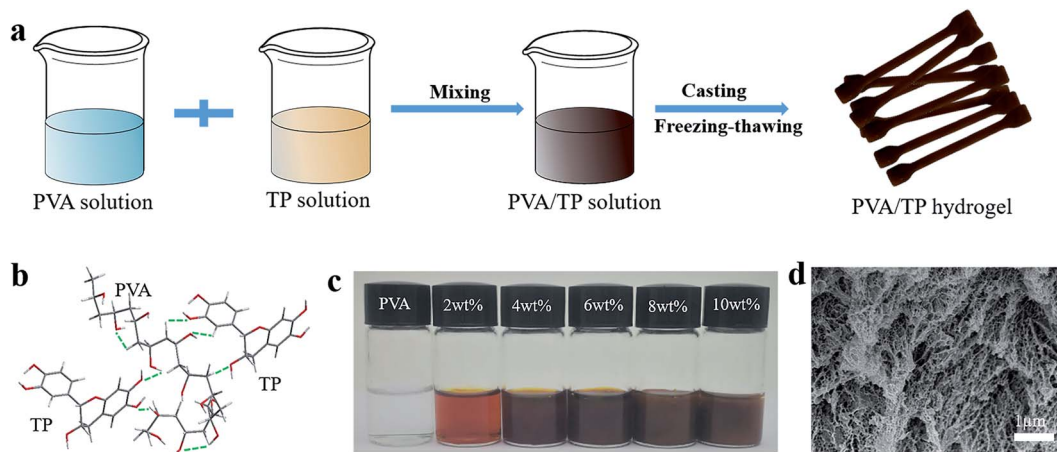 a
Mixing
Casting
Freezing-thawing
PVA solution
TP solution
PVA/TP solution
PVA/TP hydrogel
b
PVA
TP
TP
c
PVA
2wt%
4wt%
6wt%
8wt%
10wt%
d
1μm